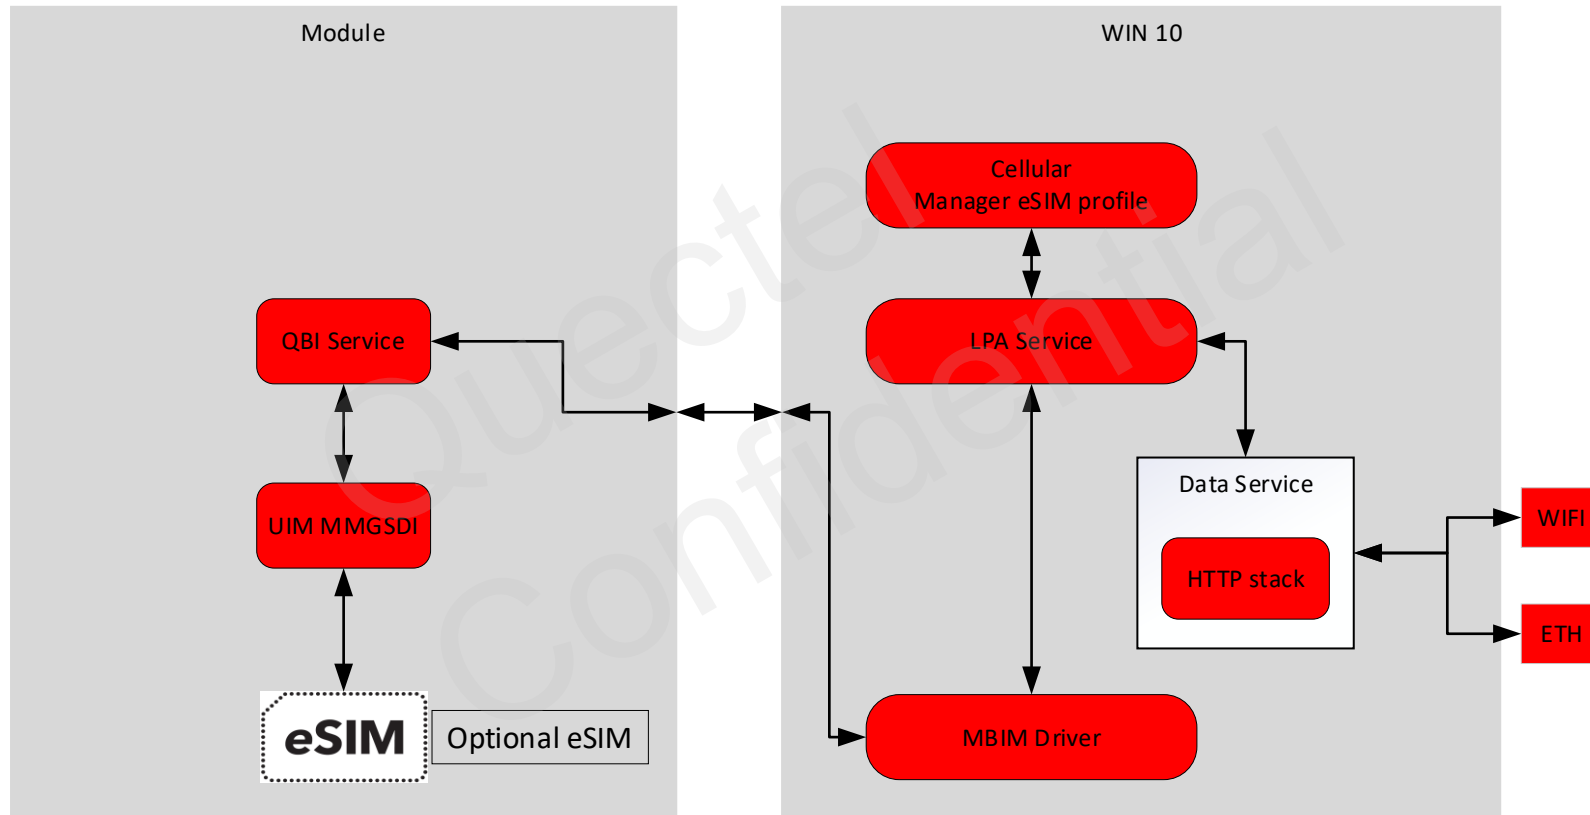 Module
WIN 10
Cellular
Manager eSIM profile
QBI Service
LPA Service
Data Service
UIM MMGSDI
WIFI
HTTP stack
ETH
eSIM
Optional eSIM
MBIM Driver
Quectel
Confidential